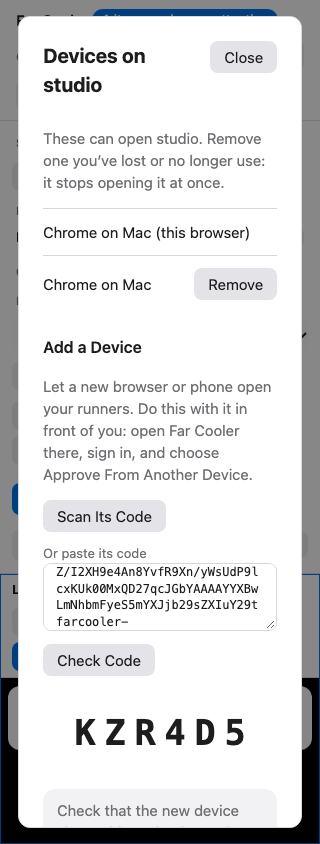 Devices on
studio
Close
These can open studio. Remove
one you’ve lost or no longer use:
it stops opening it at once.
Chrome on Mac (this browser)
Chrome on Mac
Remove
Add a Device
Let a new browser or phone open
your runners. Do this with it in
front of you: open Far Cooler
there, sign in, and choose
Approve From Another Device.
Scan Its Code
Or paste its code
Z/I2XH9e4An8YvfR9Xn/yWsUdP9l
cxKUk00MxQD27qcJGbYAAAAYYXBw
LmNhbmFyeS5mYXJjb29sZXIuY29t
farcooler-
Check Code
KZR4D5
Check that the new device